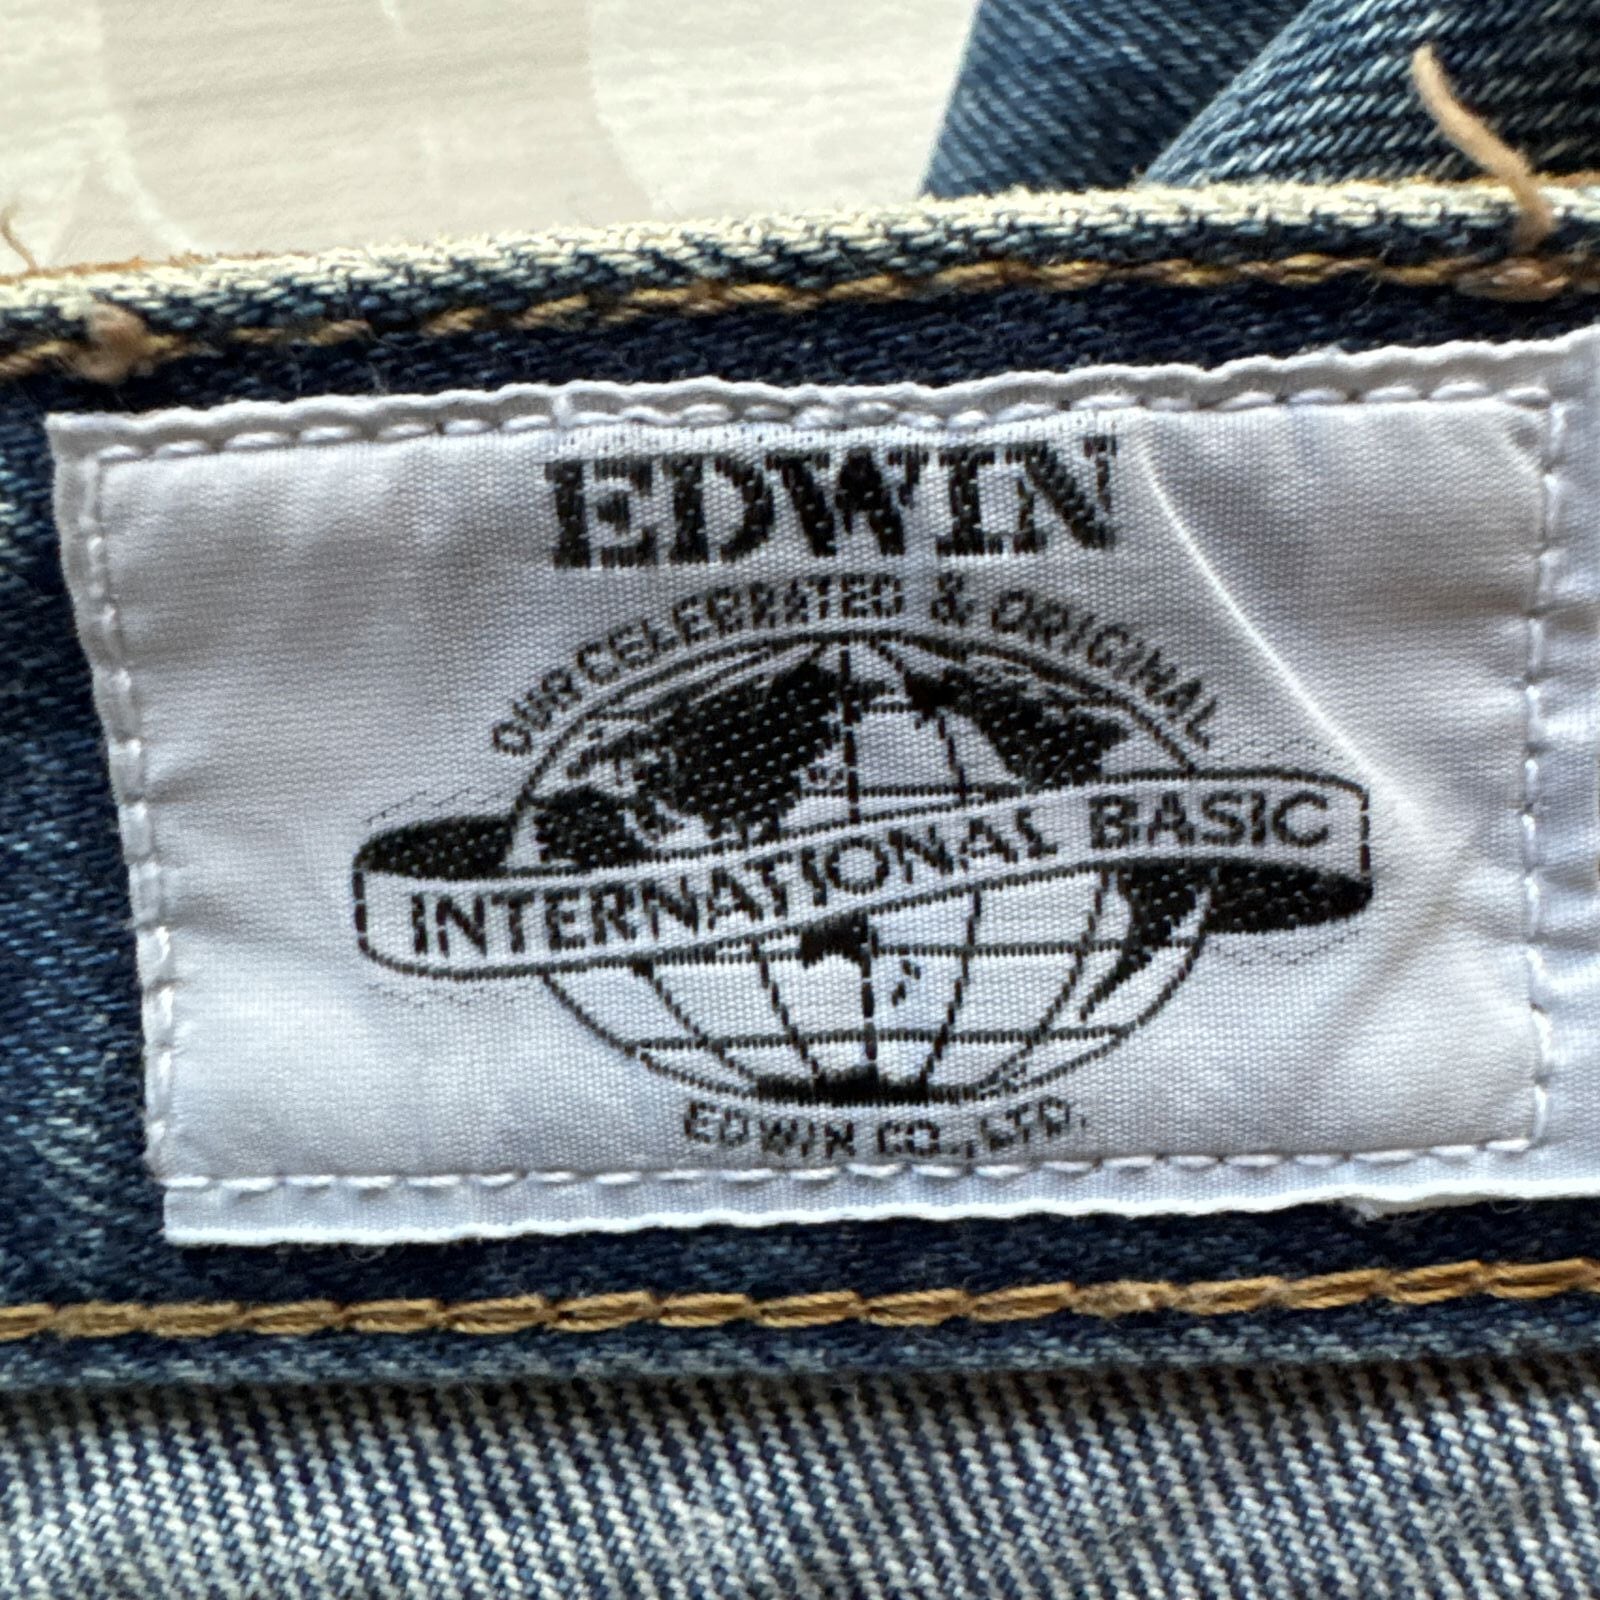 EDWIN
OUR CELEBRATED & ORIGINAL
INTERNATIONAL BASIC
EDWIN CO.,LTD.